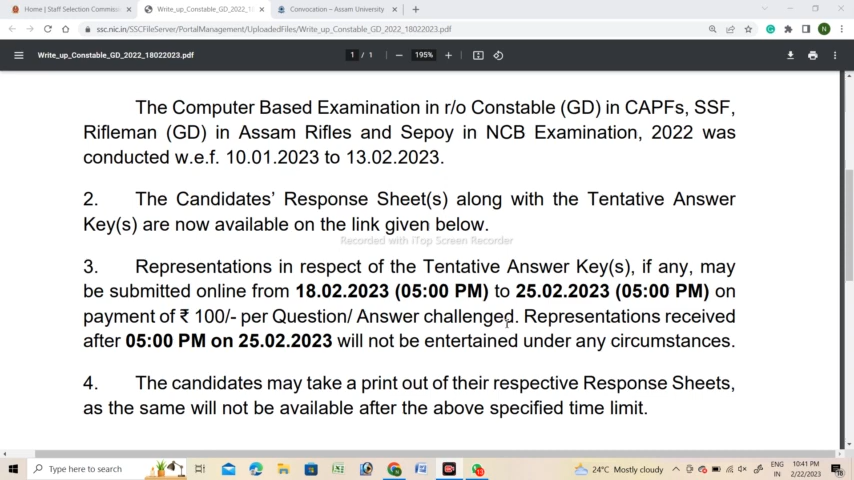 Home | Staff Selection Commissi
Write_up_Constable_GD_2022_18
Convocation – Assam University
ssc.nic.in/SSCFileServer/PortalManagement/UploadedFiles/Write_up_Constable_GD_2022_18022023.pdf
N
Write_up_Constable_GD_2022_18022023.pdf
1 / 1
195%
The Computer Based Examination in r/o Constable (GD) in CAPFs, SSF,
Rifleman (GD) in Assam Rifles and Sepoy in NCB Examination, 2022 was
conducted w.e.f. 10.01.2023 to 13.02.2023.
2. The Candidates' Response Sheet(s) along with the Tentative Answer
Key(s) are now available on the link given below.
Recorded with iTop Screen Recorder
3. Representations in respect of the Tentative Answer Key(s), if any, may
be submitted online from 18.02.2023 (05:00 PM) to 25.02.2023 (05:00 PM) on
payment of ₹ 100/- per Question/ Answer challenged. Representations received
after 05:00 PM on 25.02.2023 will not be entertained under any circumstances.
4. The candidates may take a print out of their respective Response Sheets,
as the same will not be available after the above specified time limit.
Type here to search
24°C Mostly cloudy
ENG
IN
10:41 PM
2/22/2023